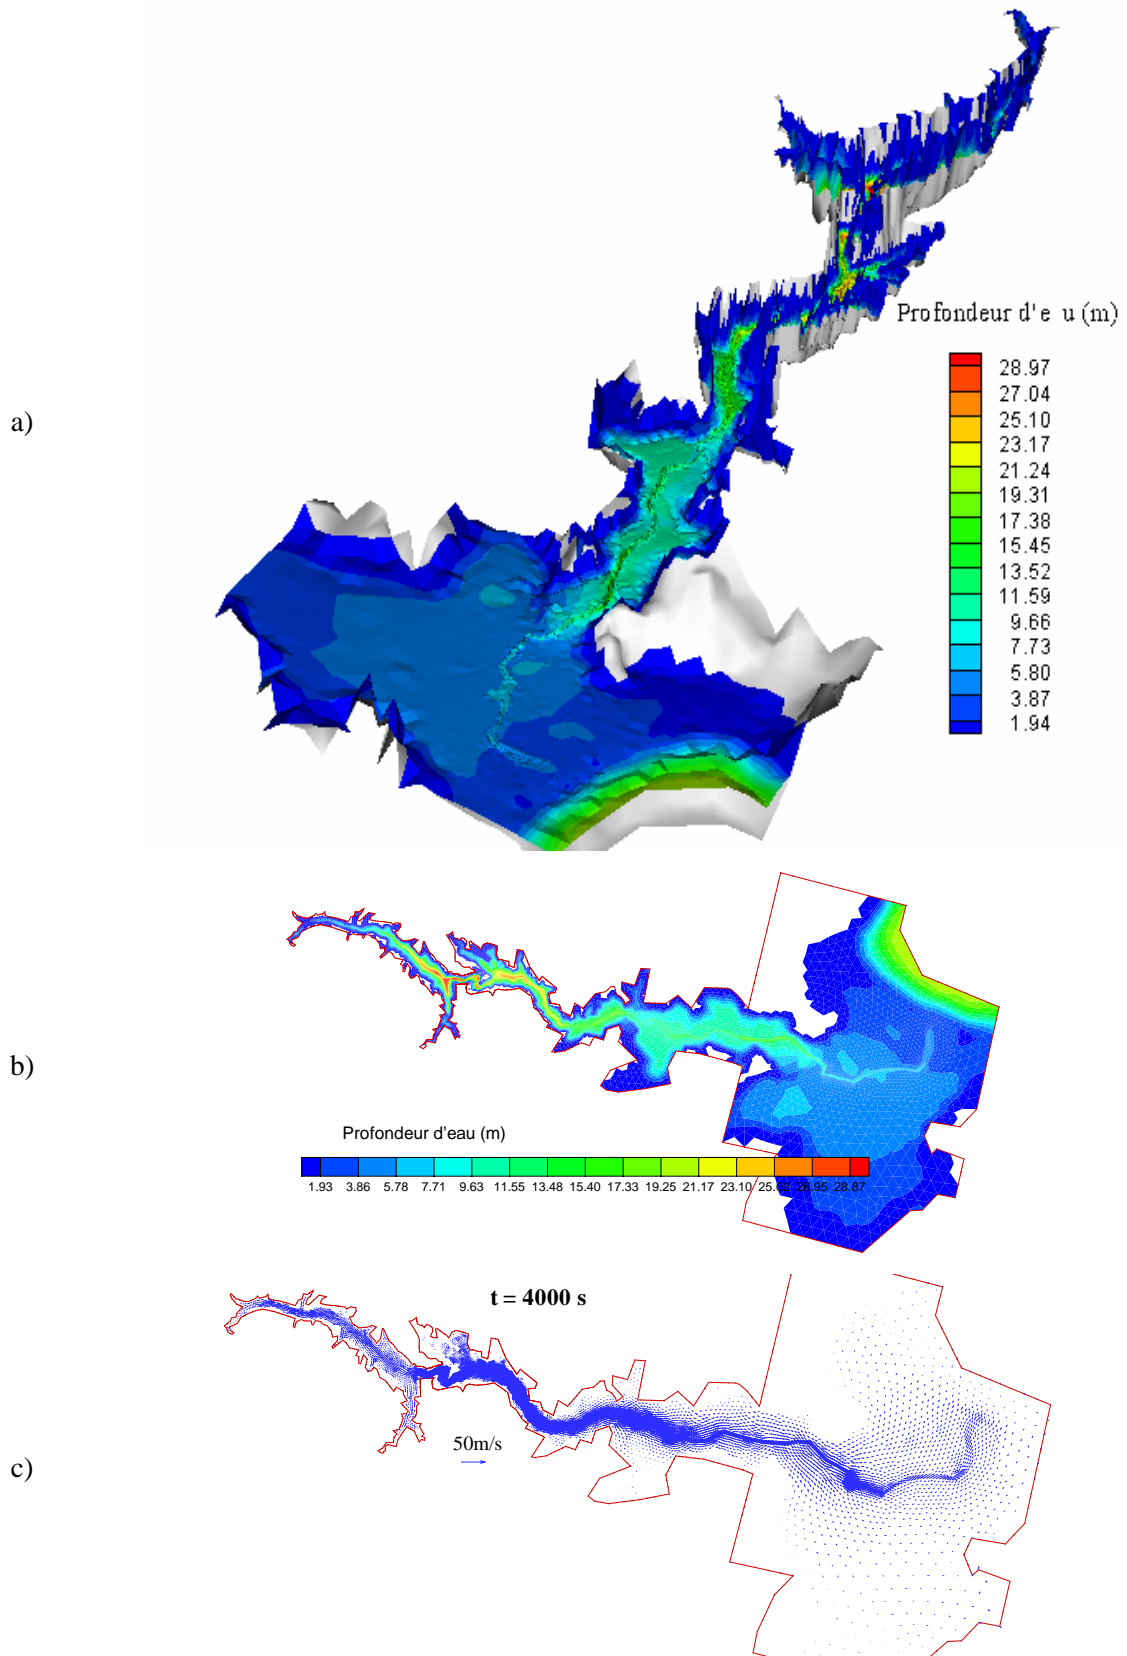 a)
Profondeur d'e u (m)
28.97
27.04
25.10
23.17
21.24
19.31
17.38
15.45
13.52
11.59
9.66
7.73
5.80
3.87
1.94
b)
Profondeur d'eau (m)
1.93 3.86 5.78 7.71 9.63 11.55 13.48 15.40 17.33 19.25 21.17 23.10 28.87
t = 4000 s
50m/s
c)